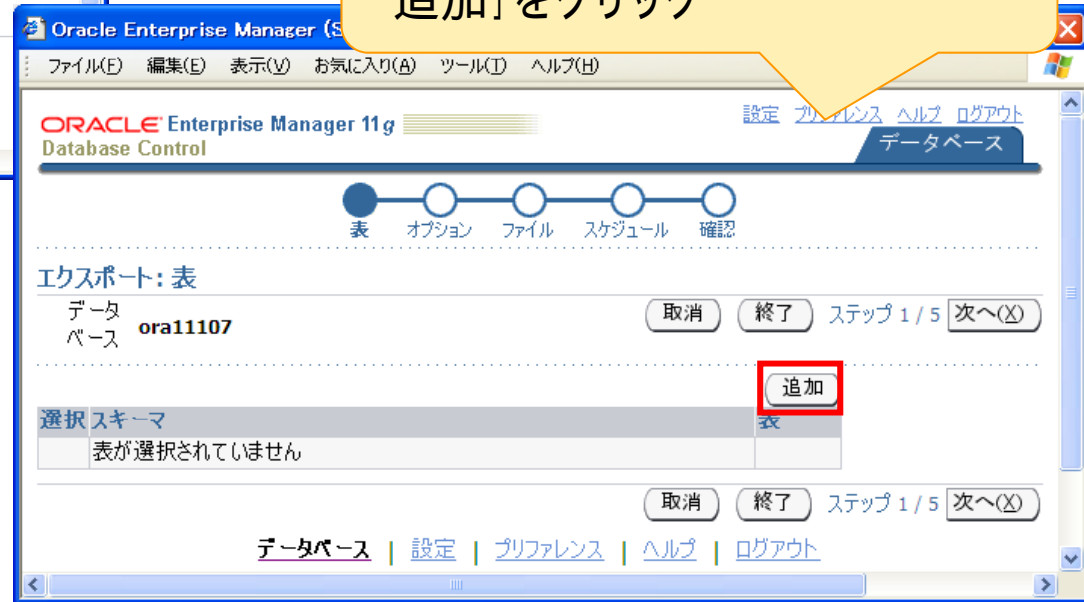 追加」をクリック
Oracle Enterprise Manager (S
ファイル(F) 編集(E) 表示(V) お気に入り(A) ツール(T) ヘルプ(H)
設定 プリファレンス ヘルプ ログアウト
ORACLE Enterprise Manager 11g
Database Control
データベース
表 オプション ファイル スケジュール 確認
エクスポート: 表
データ
ベース ora11107
取消 終了 ステップ 1 / 5 次へ(X)
追加
選択 スキーマ 表
表が選択されていません
取消 終了 ステップ 1 / 5 次へ(X)
データベース | 設定 | プリファレンス | ヘルプ | ログアウト